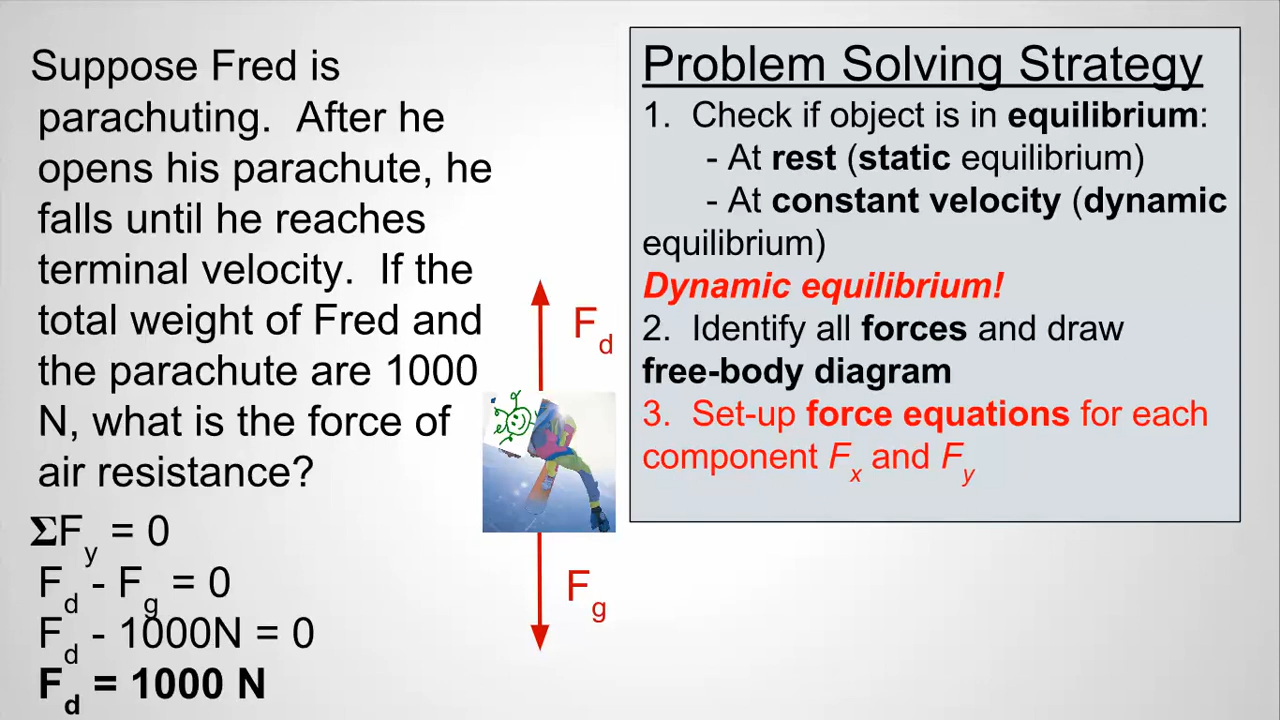 Suppose Fred is
parachuting. After he
opens his parachute, he
falls until he reaches
terminal velocity. If the
total weight of Fred and
the parachute are 1000
N, what is the force of
air resistance?
ΣFy = 0
Fd - Fg = 0
Fd - 1000N = 0
Fd = 1000 N
Fd
Fg
Problem Solving Strategy
1. Check if object is in equilibrium:
- At rest (static equilibrium)
- At constant velocity (dynamic
equilibrium)
Dynamic equilibrium!
2. Identify all forces and draw
free-body diagram
3. Set-up force equations for each
component Fx and Fy